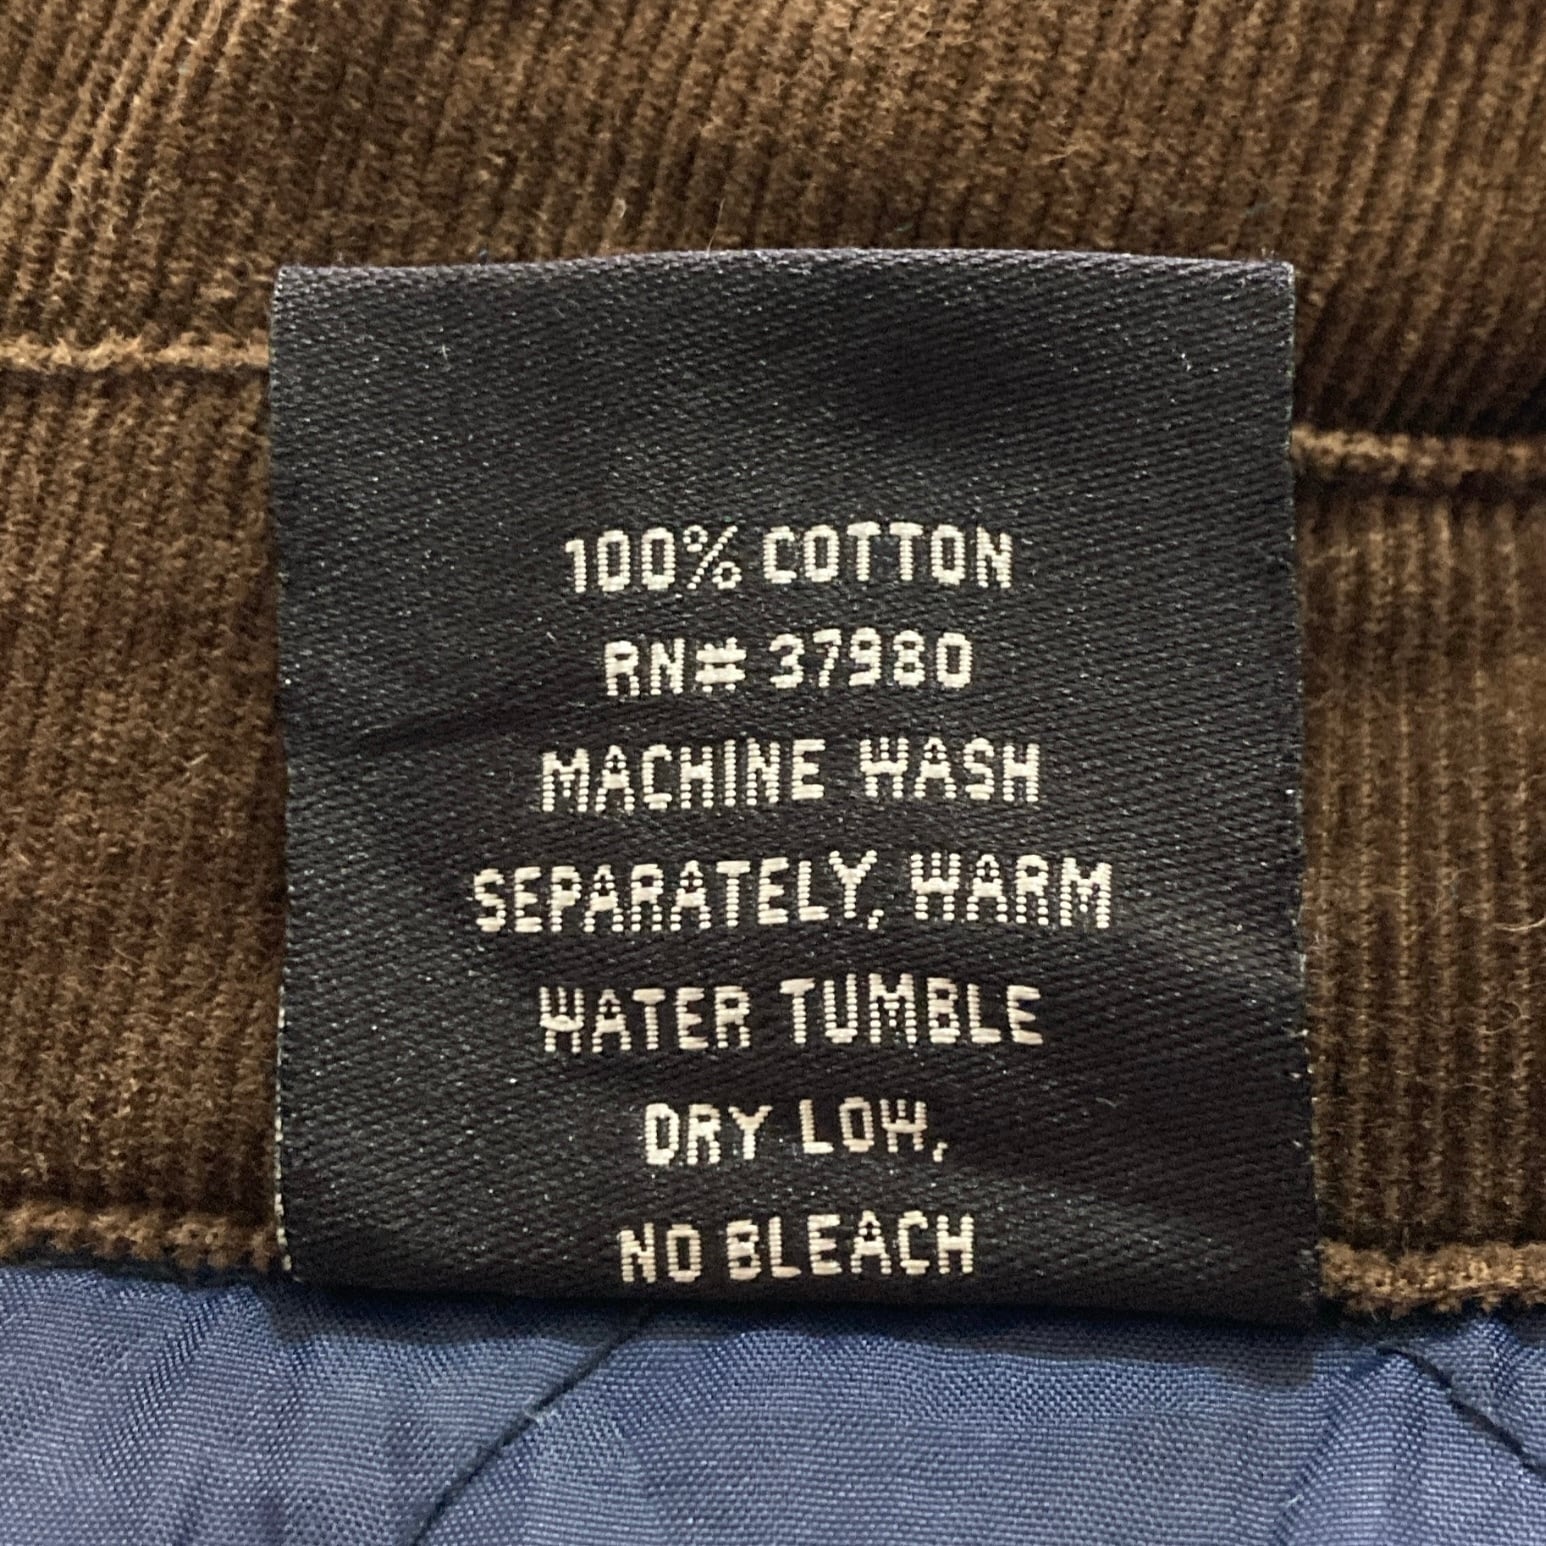 100% COTTON
RN# 37980
MACHINE WASH
SEPARATELY, WARM
WATER TUMBLE
DRY LOW,
NO BLEACH